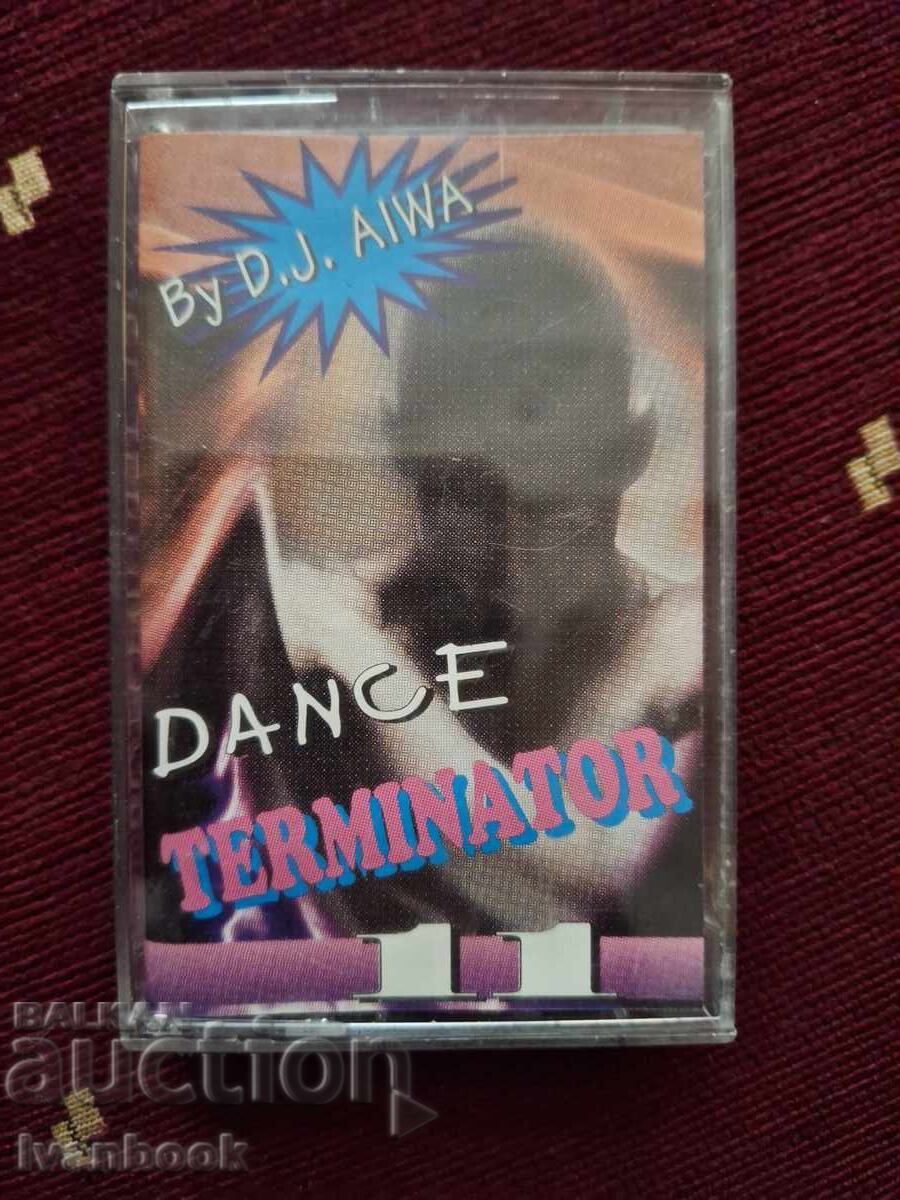 By D.J. AIWA
DANCE
TERMINATOR
11
BALKAN
auction
Ivanbook